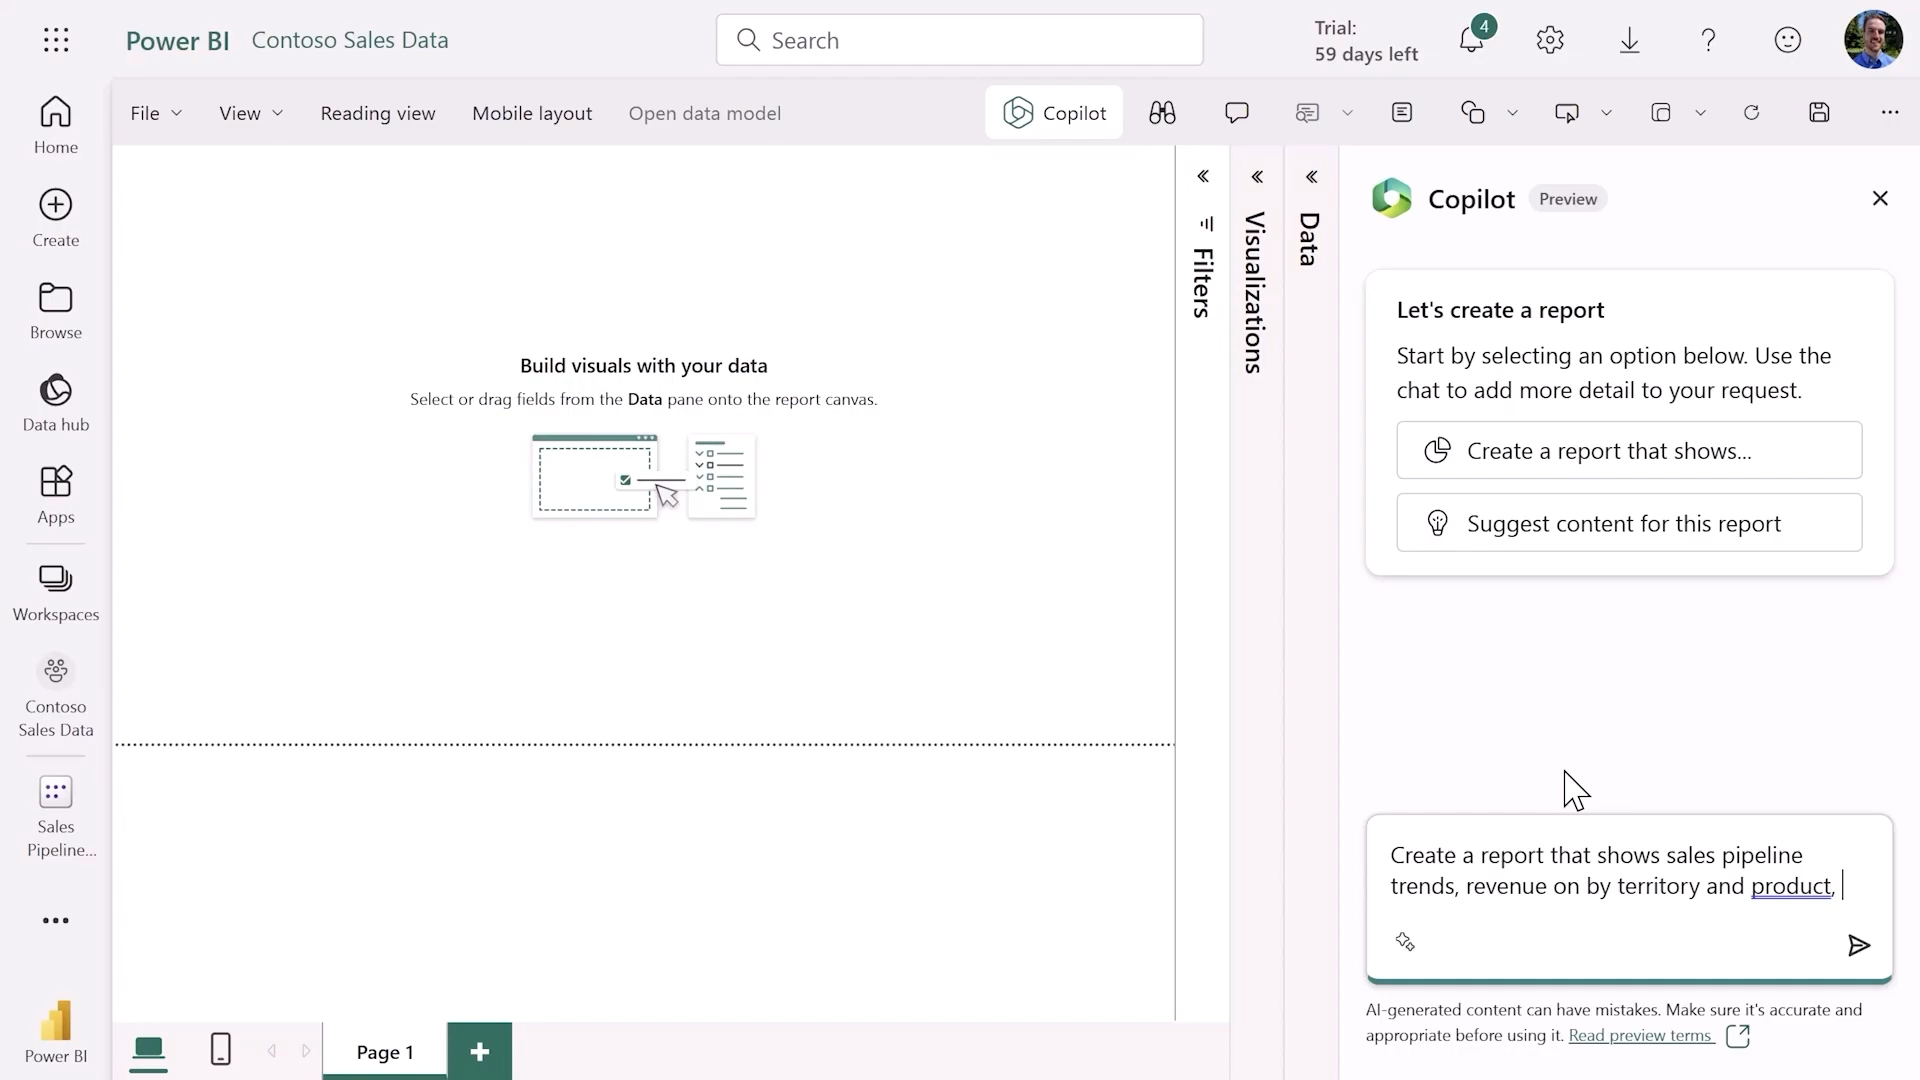 Power BI
Contoso Sales Data
Search
Trial:
59 days left
4
File
View
Reading view
Mobile layout
Open data model
Copilot
Home
Create
Browse
Data hub
Apps
Workspaces
Contoso
Sales Data
Sales
Pipeline...
Power BI
Build visuals with your data
Select or drag fields from the Data pane onto the report canvas.
Filters
Visualizations
Data
Copilot
Preview
Let's create a report
Start by selecting an option below. Use the
chat to add more detail to your request.
Create a report that shows...
Suggest content for this report
Create a report that shows sales pipeline
trends, revenue on by territory and product,
AI-generated content can have mistakes. Make sure it's accurate and
appropriate before using it. Read preview terms
Page 1